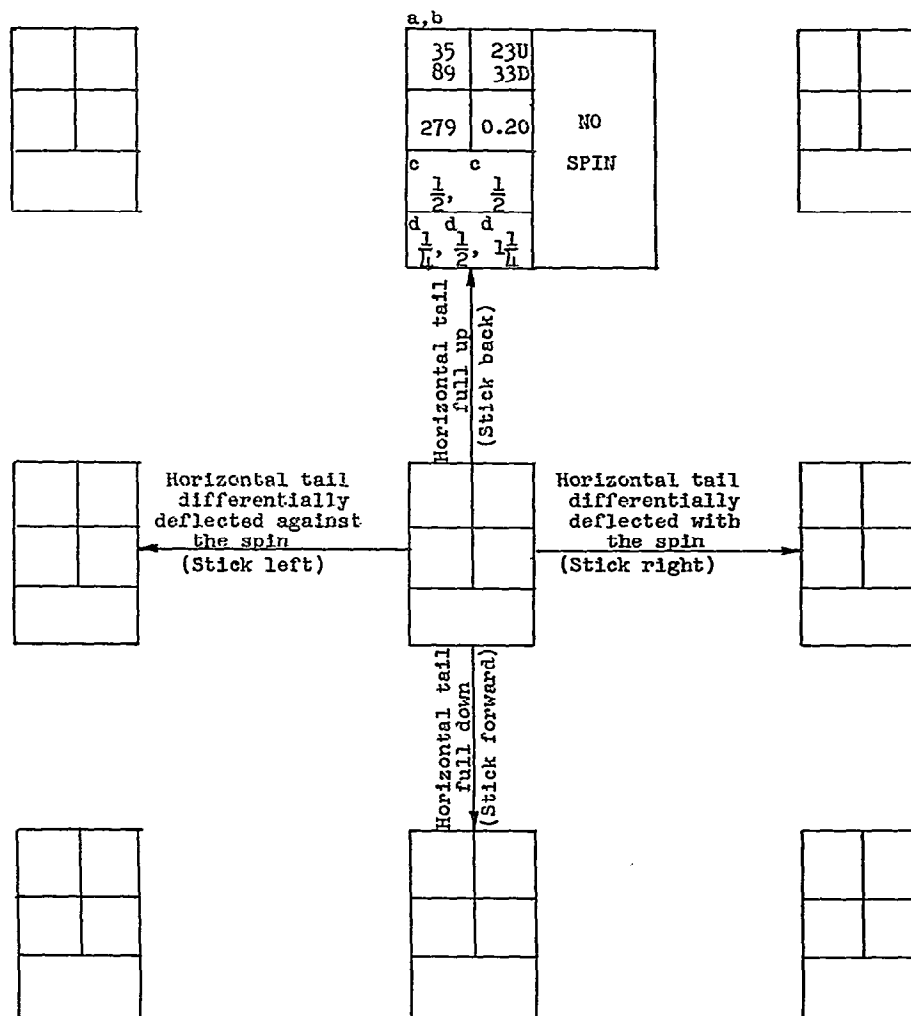 a,b
35 23U
89 33D
279 0.20
NO
SPIN
c c
1/2, 1/2
d d d
1/4, 1/2, 1 1/4
Horizontal tail
full up
(Stick back)
Horizontal tail
differentially
deflected against
the spin
(Stick left)
Horizontal tail
differentially
deflected with
the spin
(Stick right)
Horizontal tail
full down
(Stick forward)